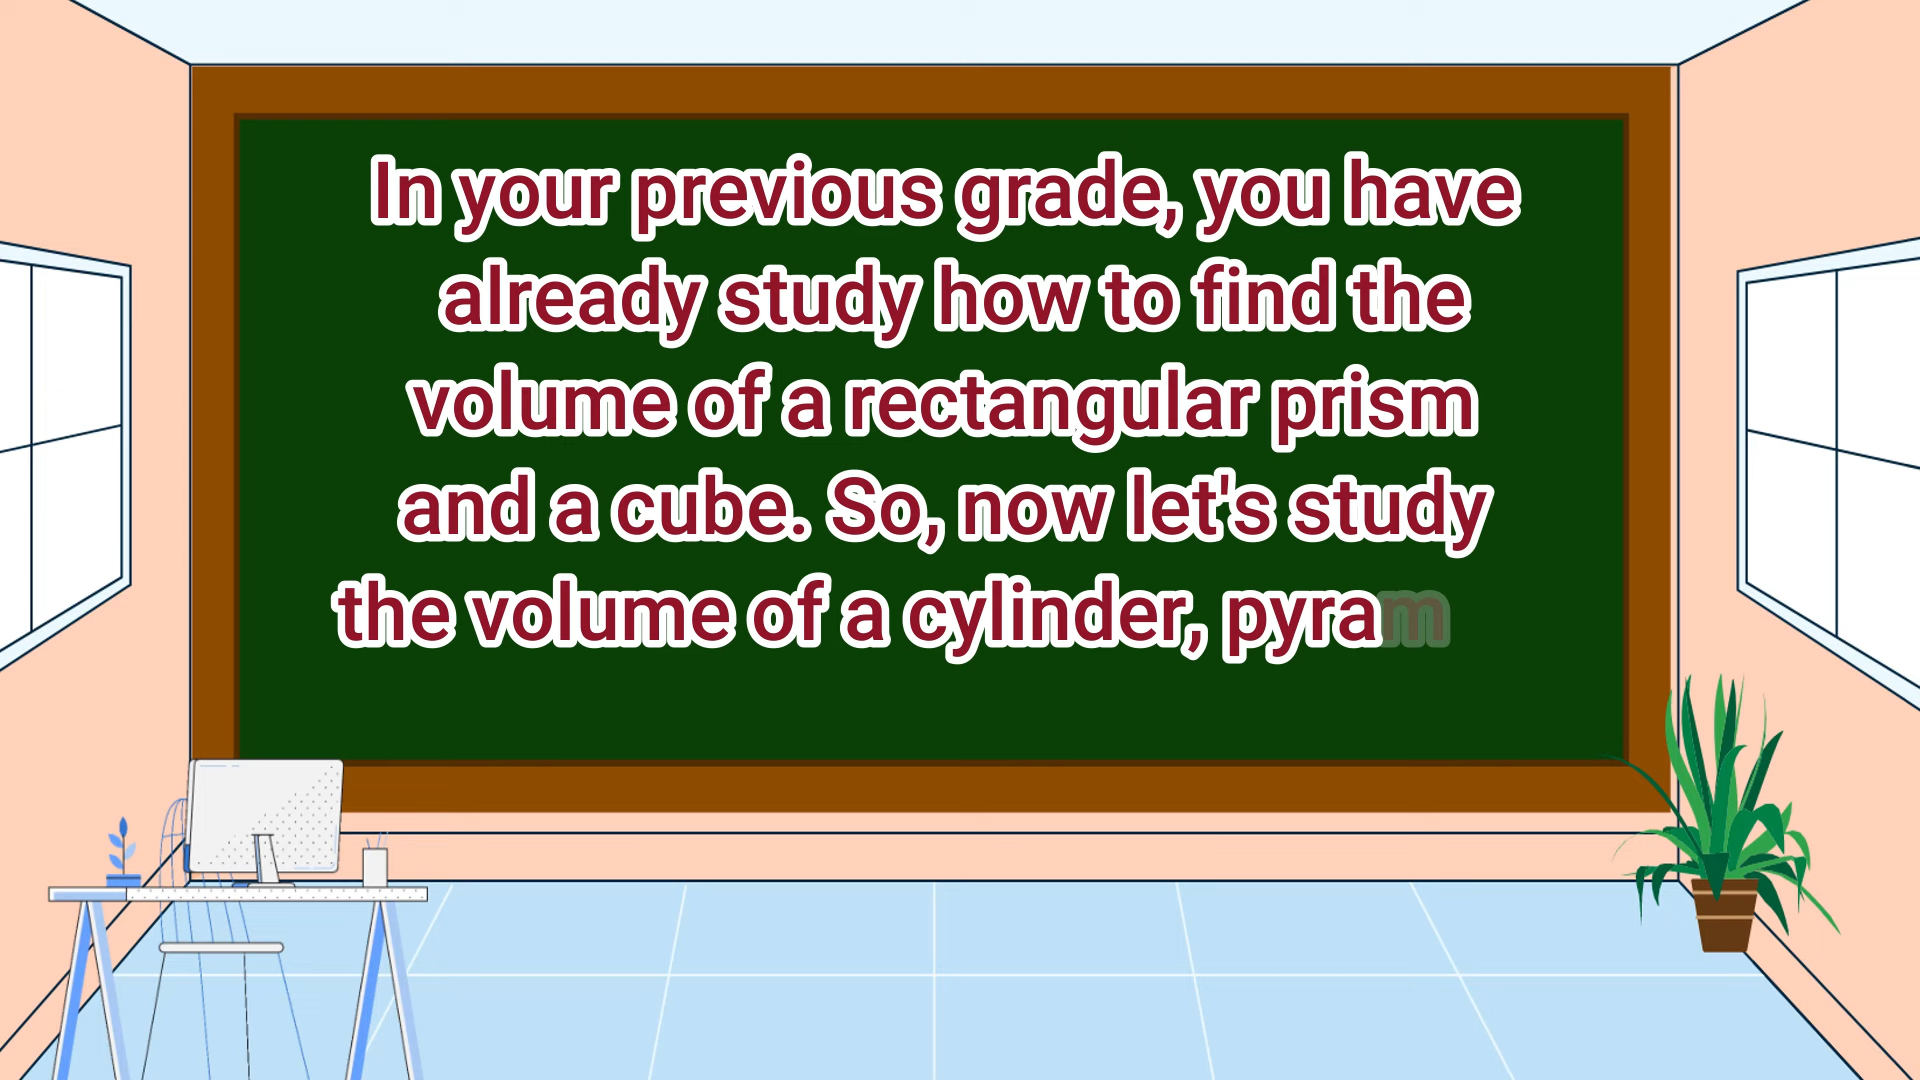 In your previous grade, you have
already study how to find the
volume of a rectangular prism
and a cube. So, now let's study
the volume of a cylinder, pyram